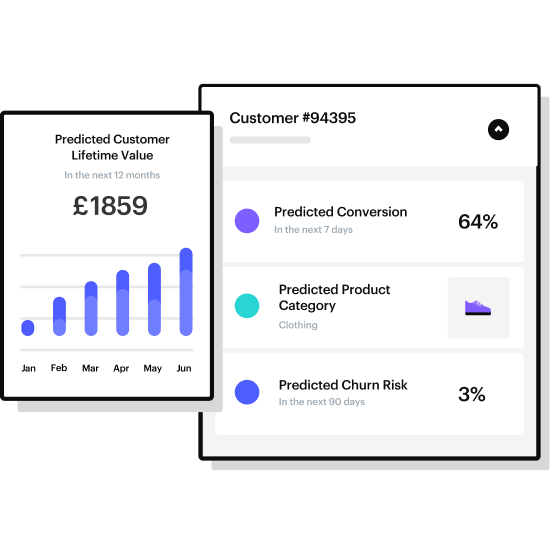 Predicted Customer
Lifetime Value
In the next 12 months
£1859
Jan Feb Mar Apr May Jun
Customer #94395
Predicted Conversion
In the next 7 days
64%
Predicted Product
Category
Clothing
Predicted Churn Risk
In the next 90 days
3%